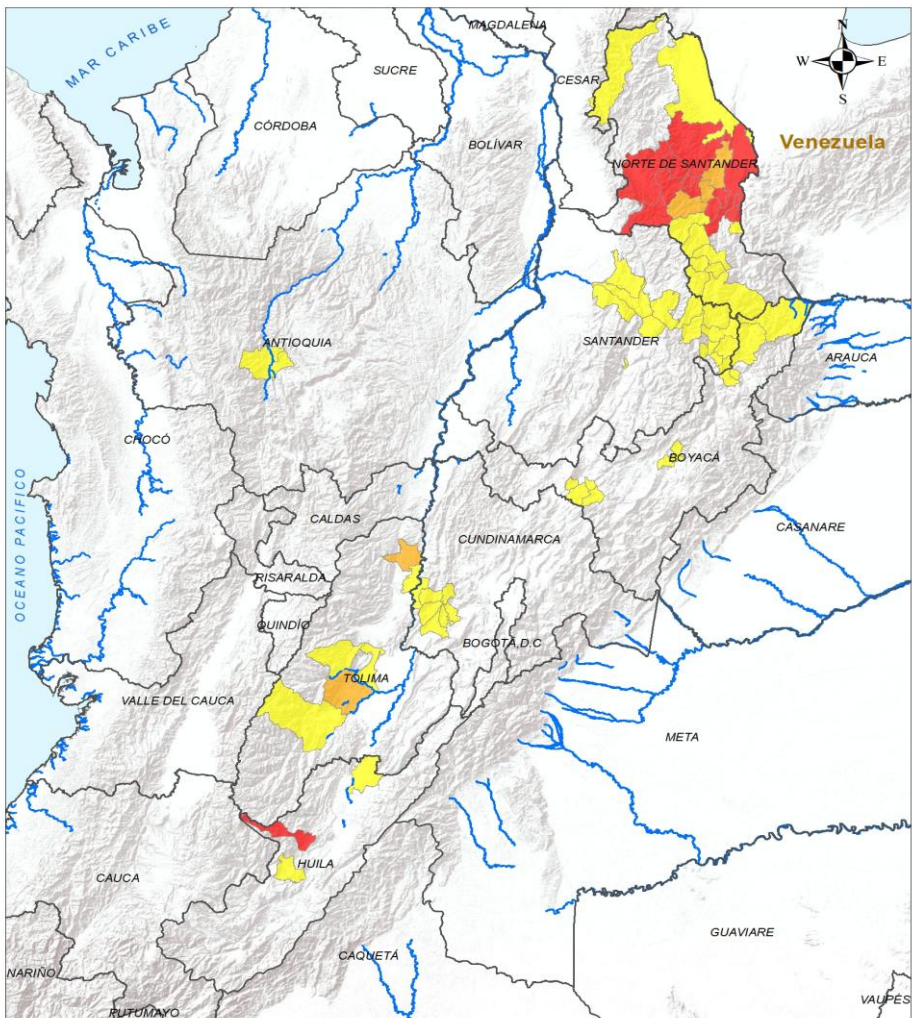 MAGDALENA
N
MAR CARIBE
SUCRE
CESAR
W
E
S
CÓRDOBA
BOLÍVAR
Venezuela
NORTE DE SANTANDER
ANTIOQUIA
SANTANDER
ARAUCA
CHOCÓ
BOYACÁ
OCEANO PACIFICO
CALDAS
CUNDINAMARCA
CASANARE
RISARALDA
QUINDÍO
BOGOTÁ,D.C
TOLIMA
VALLE DEL CAUCA
META
HUILA
CAUCA
GUAVIARE
CAQUETÁ
NARIÑO
VAUPÉS
PUTUMAYO